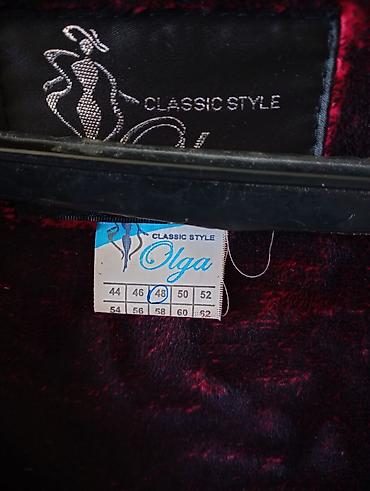 CLASSIC STYLE
CLASSIC STYLE
Olga
44 46 48 50 52
54 56 58 60 62